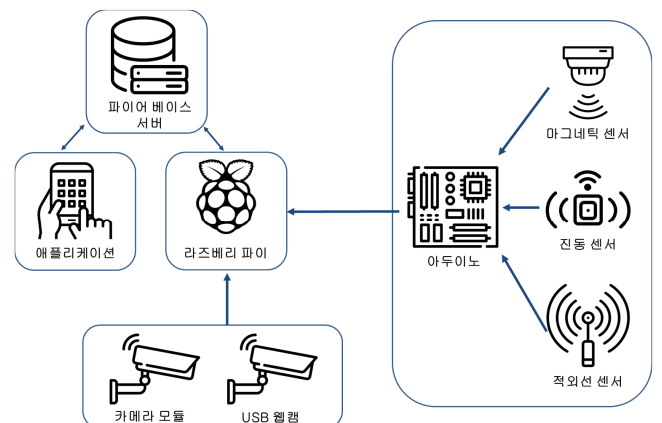 파이어 베이스
서버
마그네틱 센서
애플리케이션
라즈베리 파이
아두이노
진동 센서
적외선 센서
카메라 모듈
USB 웹캠